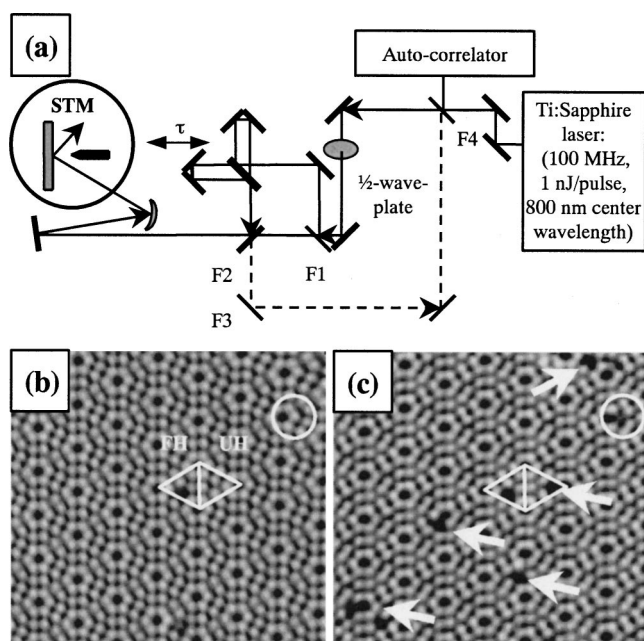 (a)
STM
τ
Auto-correlator
F4
Ti:Sapphire
laser:
(100 MHz,
1 nJ/pulse,
800 nm center
wavelength)
½-wave-
plate
F2
F1
F3
(b)
FH UH
(c)